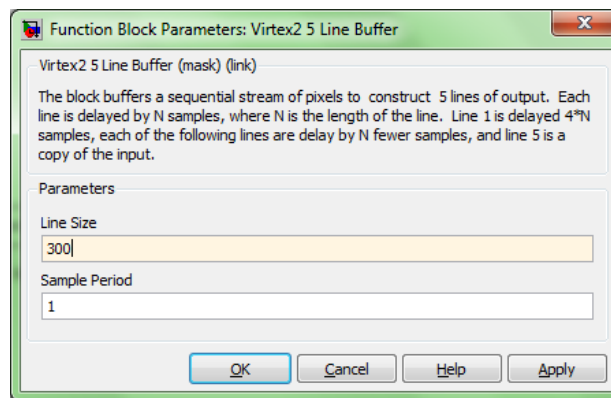 Function Block Parameters: Virtex2 5 Line Buffer
Virtex2 5 Line Buffer (mask) (link)
The block buffers a sequential stream of pixels to construct 5 lines of output. Each
line is delayed by N samples, where N is the length of the line. Line 1 is delayed 4*N
samples, each of the following lines are delay by N fewer samples, and line 5 is a
copy of the input.
Parameters
Line Size
300
Sample Period
1
OK Cancel Help Apply